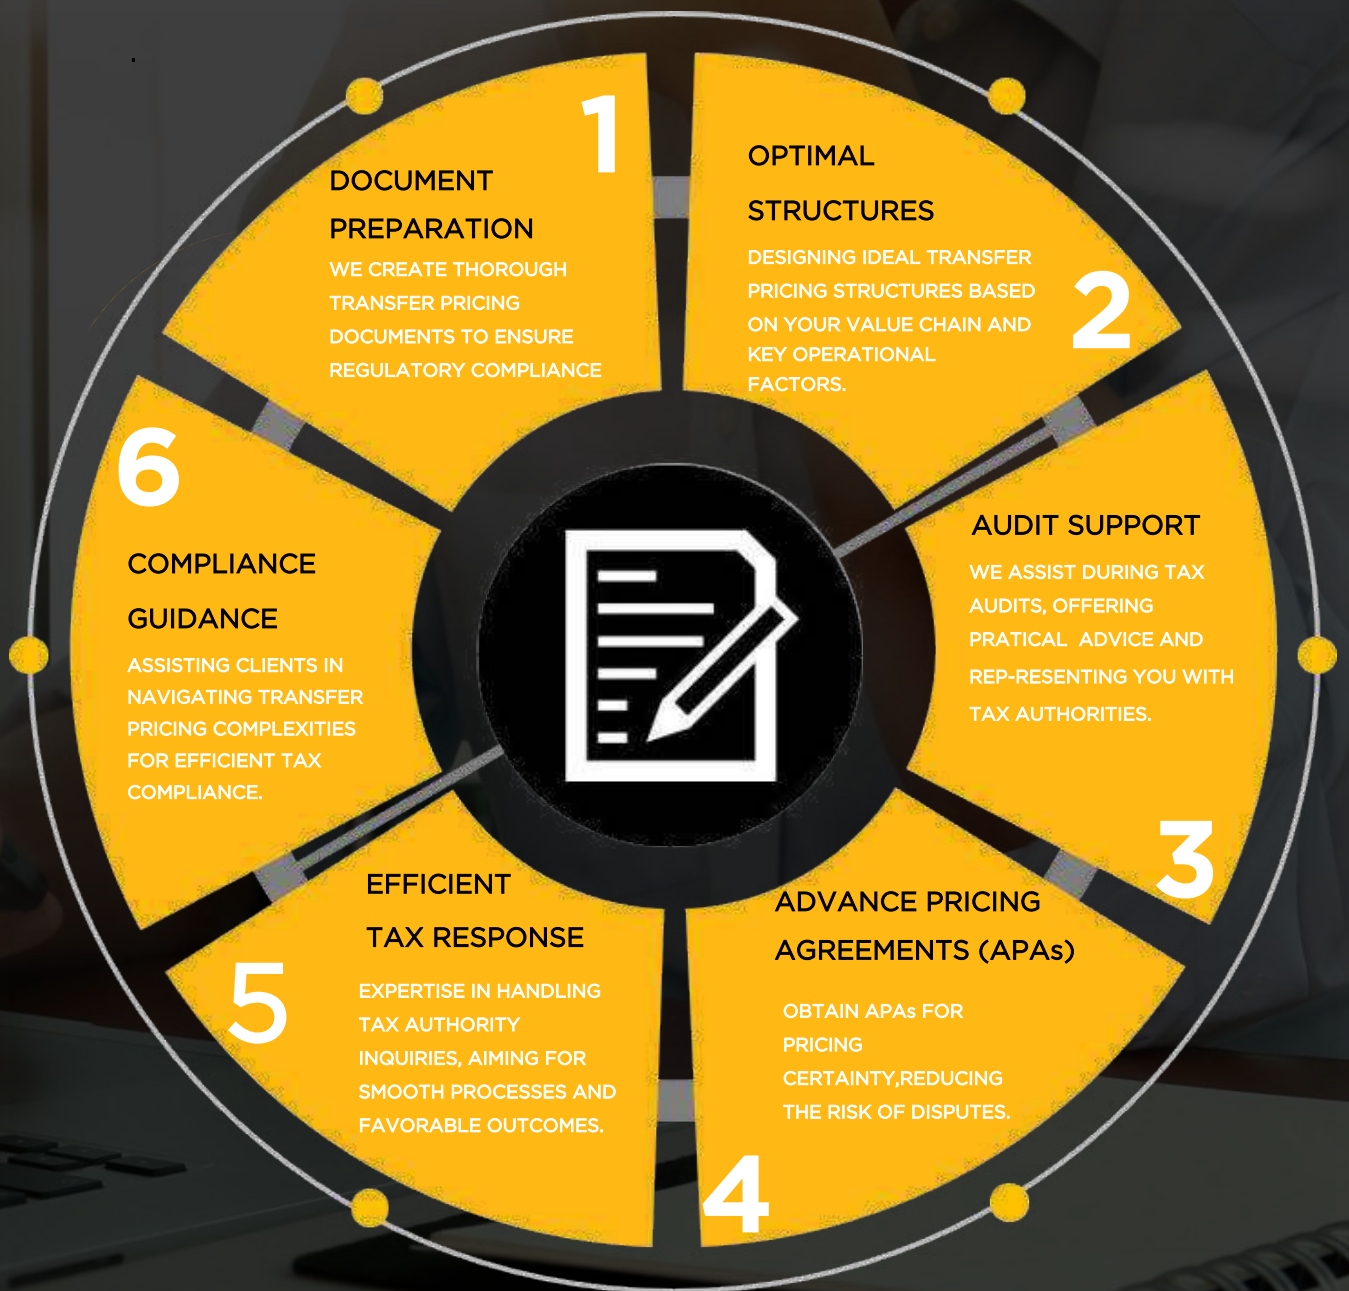 1
DOCUMENT
PREPARATION
WE CREATE THOROUGH
TRANSFER PRICING
DOCUMENTS TO ENSURE
REGULATORY COMPLIANCE
OPTIMAL
STRUCTURES
DESIGNING IDEAL TRANSFER
PRICING STRUCTURES BASED
ON YOUR VALUE CHAIN AND
KEY OPERATIONAL
FACTORS.
2
AUDIT SUPPORT
WE ASSIST DURING TAX
AUDITS, OFFERING
PRATICAL ADVICE AND
REP-RESENTING YOU WITH
TAX AUTHORITIES.
3
ADVANCE PRICING
AGREEMENTS (APAs)
OBTAIN APAs FOR
PRICING
CERTAINTY,REDUCING
THE RISK OF DISPUTES.
4
EFFICIENT
TAX RESPONSE
5
EXPERTISE IN HANDLING
TAX AUTHORITY
INQUIRIES, AIMING FOR
SMOOTH PROCESSES AND
FAVORABLE OUTCOMES.
6
COMPLIANCE
GUIDANCE
ASSISTING CLIENTS IN
NAVIGATING TRANSFER
PRICING COMPLEXITIES
FOR EFFICIENT TAX
COMPLIANCE.